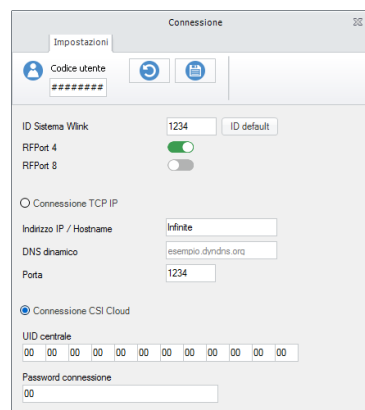 Connessione
Impostazioni
Codice utente
########
ID Sistema Wlink 1234 ID default
RFPort 4
RFPort 8
Connessione TCP IP
Indirizzo IP / Hostname Infinite
DNS dinamico esempio.dyndns.org
Porta 1234
Connessione CSI Cloud
UID centrale
00 00 00 00 00 00 00 00 00 00 00 00
Password connessione
00